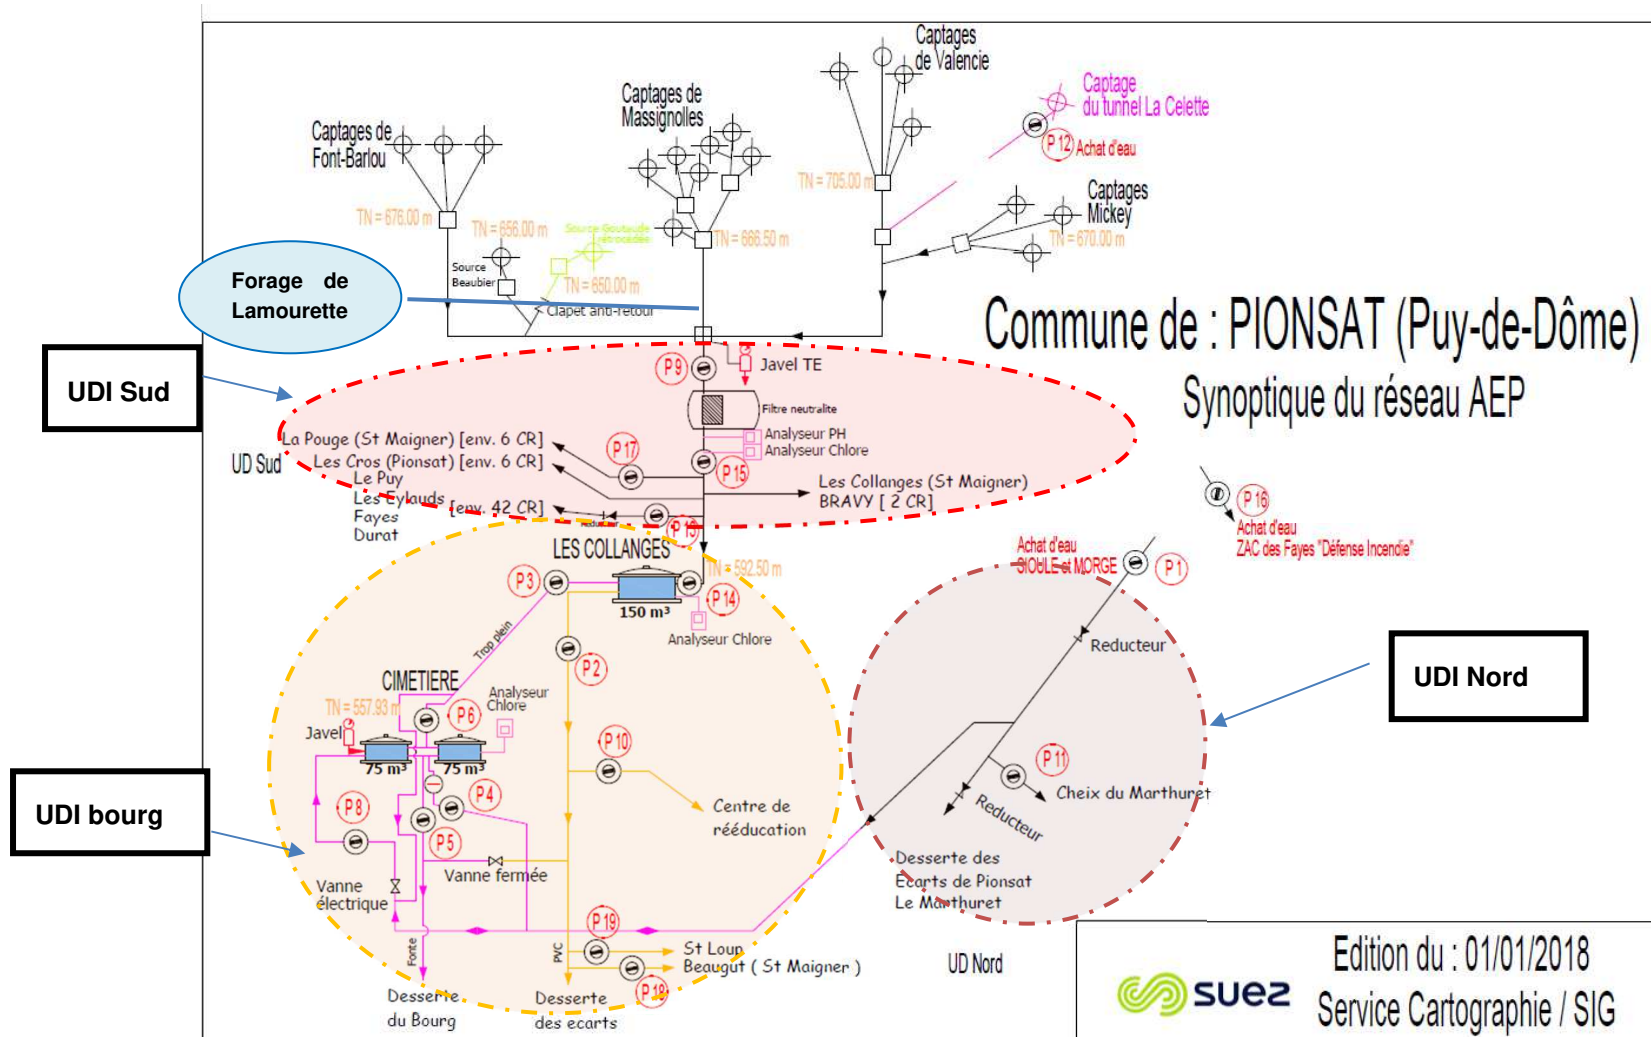 Captages
de Valencie
Captage
du tunnel La Celette
P 12 Achat d'eau
Captages de
Massignolles
Captages de
Font-Barlou
Captages
Mickey
TN = 705.00 m
TN = 676.00 m
TN = 656.00 m
TN = 666.50 m
TN = 670.00 m
Source Goutaude
rétrocédés
TN = 650.00 m
Source
Beaubier
Clapet anti-retour
Forage de
Lamourette
Commune de : PIONSAT (Puy-de-Dôme)
Synoptique du réseau AEP
UDI Sud
P9
Javel TE
Filtre neutralite
Analyseur PH
Analyseur Chlore
P 15
P 17
La Pouge (St Maigner) [env. 6 CR]
UD Sud
Les Cros (Pionsat) [env. 6 CR]
Le Puy
Les Eylauds
Fayes
Durat
[env. 42 CR]
Reducteur
P 13
Les Collanges (St Maigner)
BRAVY [ 2 CR]
P 16
Achat d'eau
ZAC des Fayes "Défense Incendie"
LES COLLANGES
TN = 592.50 m
P3
150 m³
P 14
Analyseur Chlore
Achat d'eau
SIOULE et MORGE
P 1
Reducteur
UDI Nord
Trop plein
P2
CIMETIERE
TN = 557.93 m
Analyseur
Chlore
P6
Javel
75 m³
75 m³
P 10
P4
P8
P5
Centre de
rééducation
UDI bourg
Vanne fermée
Vanne
électrique
P 11
Cheix du Marthuret
Reducteur
Desserte des
Ecarts de Pionsat
Le Marthuret
P 19
St Loup
Beaugut ( St Maigner )
P 18
Fonte
PVC
Desserte
du Bourg
Desserte
des ecarts
UD Nord
suez
Edition du : 01/01/2018
Service Cartographie / SIG